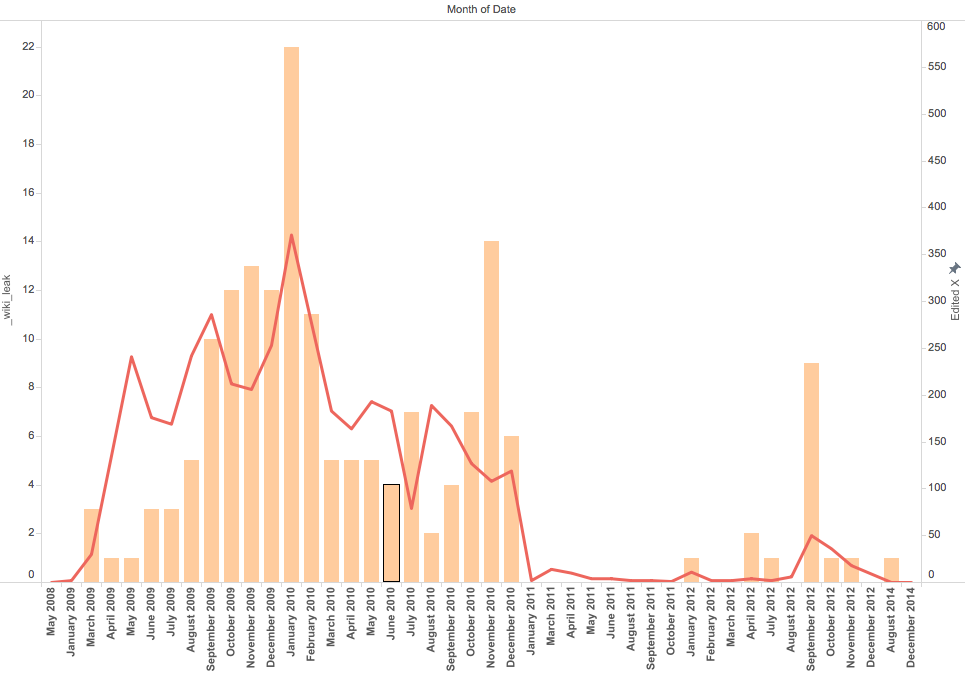 Month of Date
22
20
18
16
14
12
10
8
6
4
2
0
_wiki_leak
600
550
500
450
400
350
300
250
200
150
100
50
0
Edited X
May 2008
January 2009
March 2009
April 2009
May 2009
June 2009
July 2009
August 2009
September 2009
October 2009
November 2009
December 2009
January 2010
February 2010
March 2010
April 2010
May 2010
June 2010
July 2010
August 2010
September 2010
October 2010
November 2010
December 2010
January 2011
March 2011
April 2011
May 2011
June 2011
August 2011
September 2011
October 2011
January 2012
February 2012
March 2012
April 2012
July 2012
August 2012
September 2012
October 2012
November 2012
December 2012
August 2014
December 2014